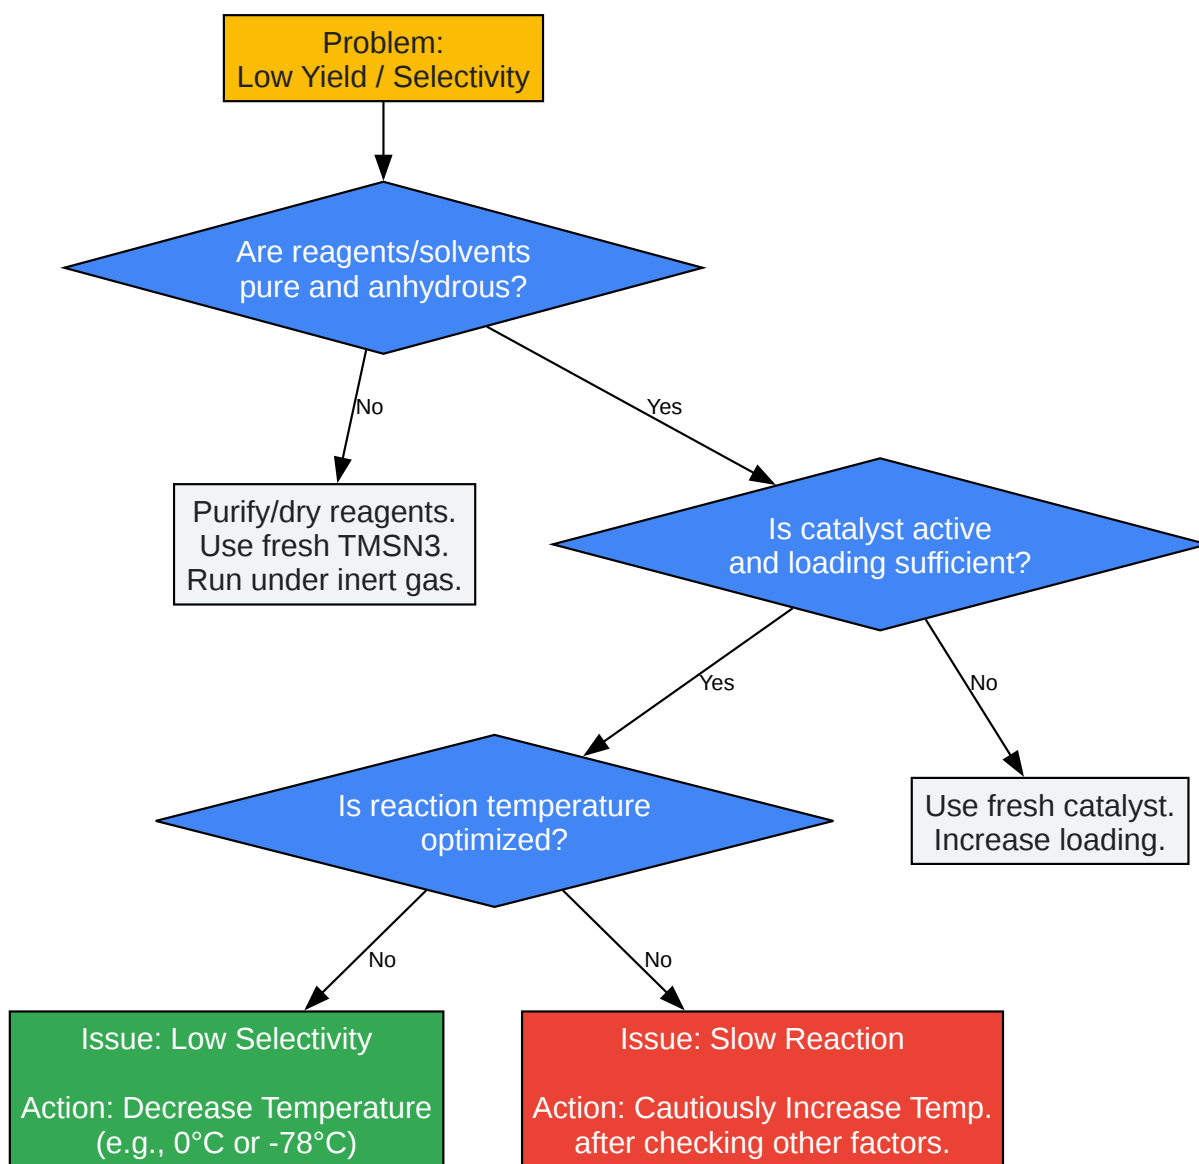 Problem:
Low Yield / Selectivity
Are reagents/solvents
pure and anhydrous?
No
Yes
Purify/dry reagents.
Use fresh TMSN3.
Run under inert gas.
Is catalyst active
and loading sufficient?
Yes
No
Is reaction temperature
optimized?
Use fresh catalyst.
Increase loading.
No
No
Issue: Low Selectivity
Action: Decrease Temperature
(e.g., 0°C or -78°C)
Issue: Slow Reaction
Action: Cautiously Increase Temp.
after checking other factors.